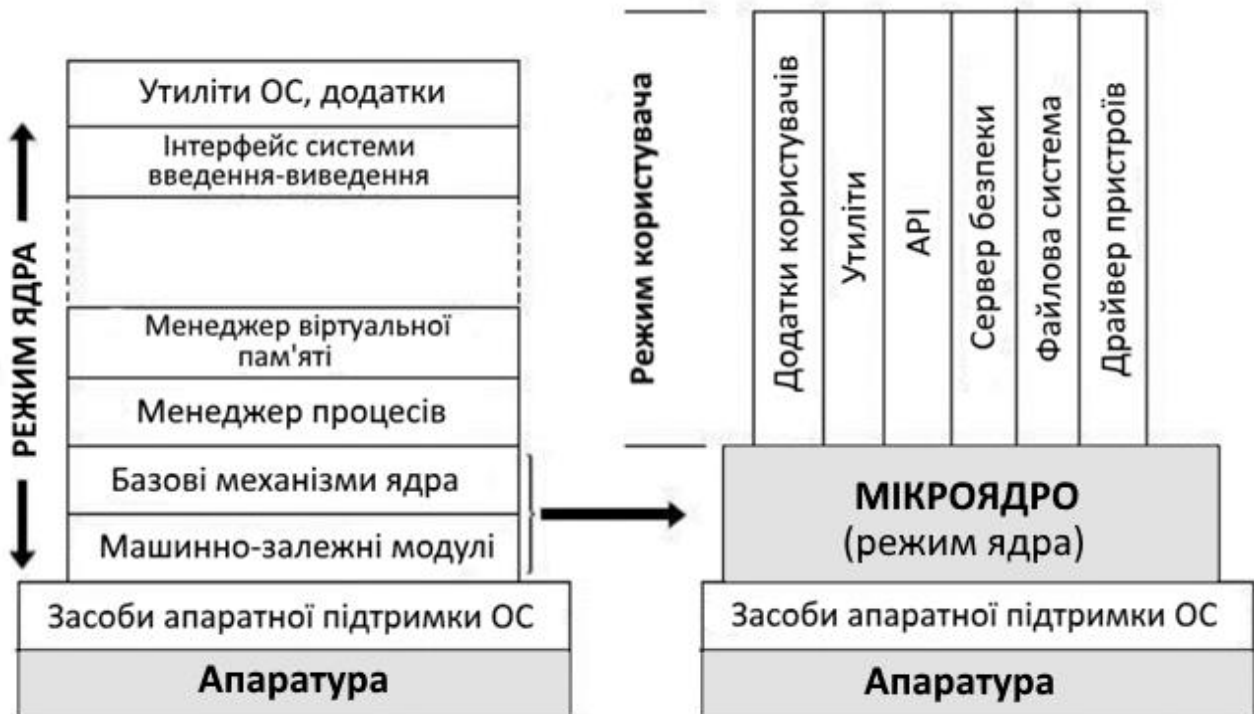 Утиліти ОС, додатки
Інтерфейс системи
введення-виведення
РЕЖИМ ЯДРА
Менеджер віртуальної
пам'яті
Менеджер процесів
Базові механізми ядра
Машинно-залежні модулі
Засоби апаратної підтримки ОС
Апаратура
Режим користувача
Додатки користувачів
Утиліти
API
Сервер безпеки
Файлова система
Драйвер пристроїв
МІКРОЯДРО
(режим ядра)
Засоби апаратної підтримки ОС
Апаратура